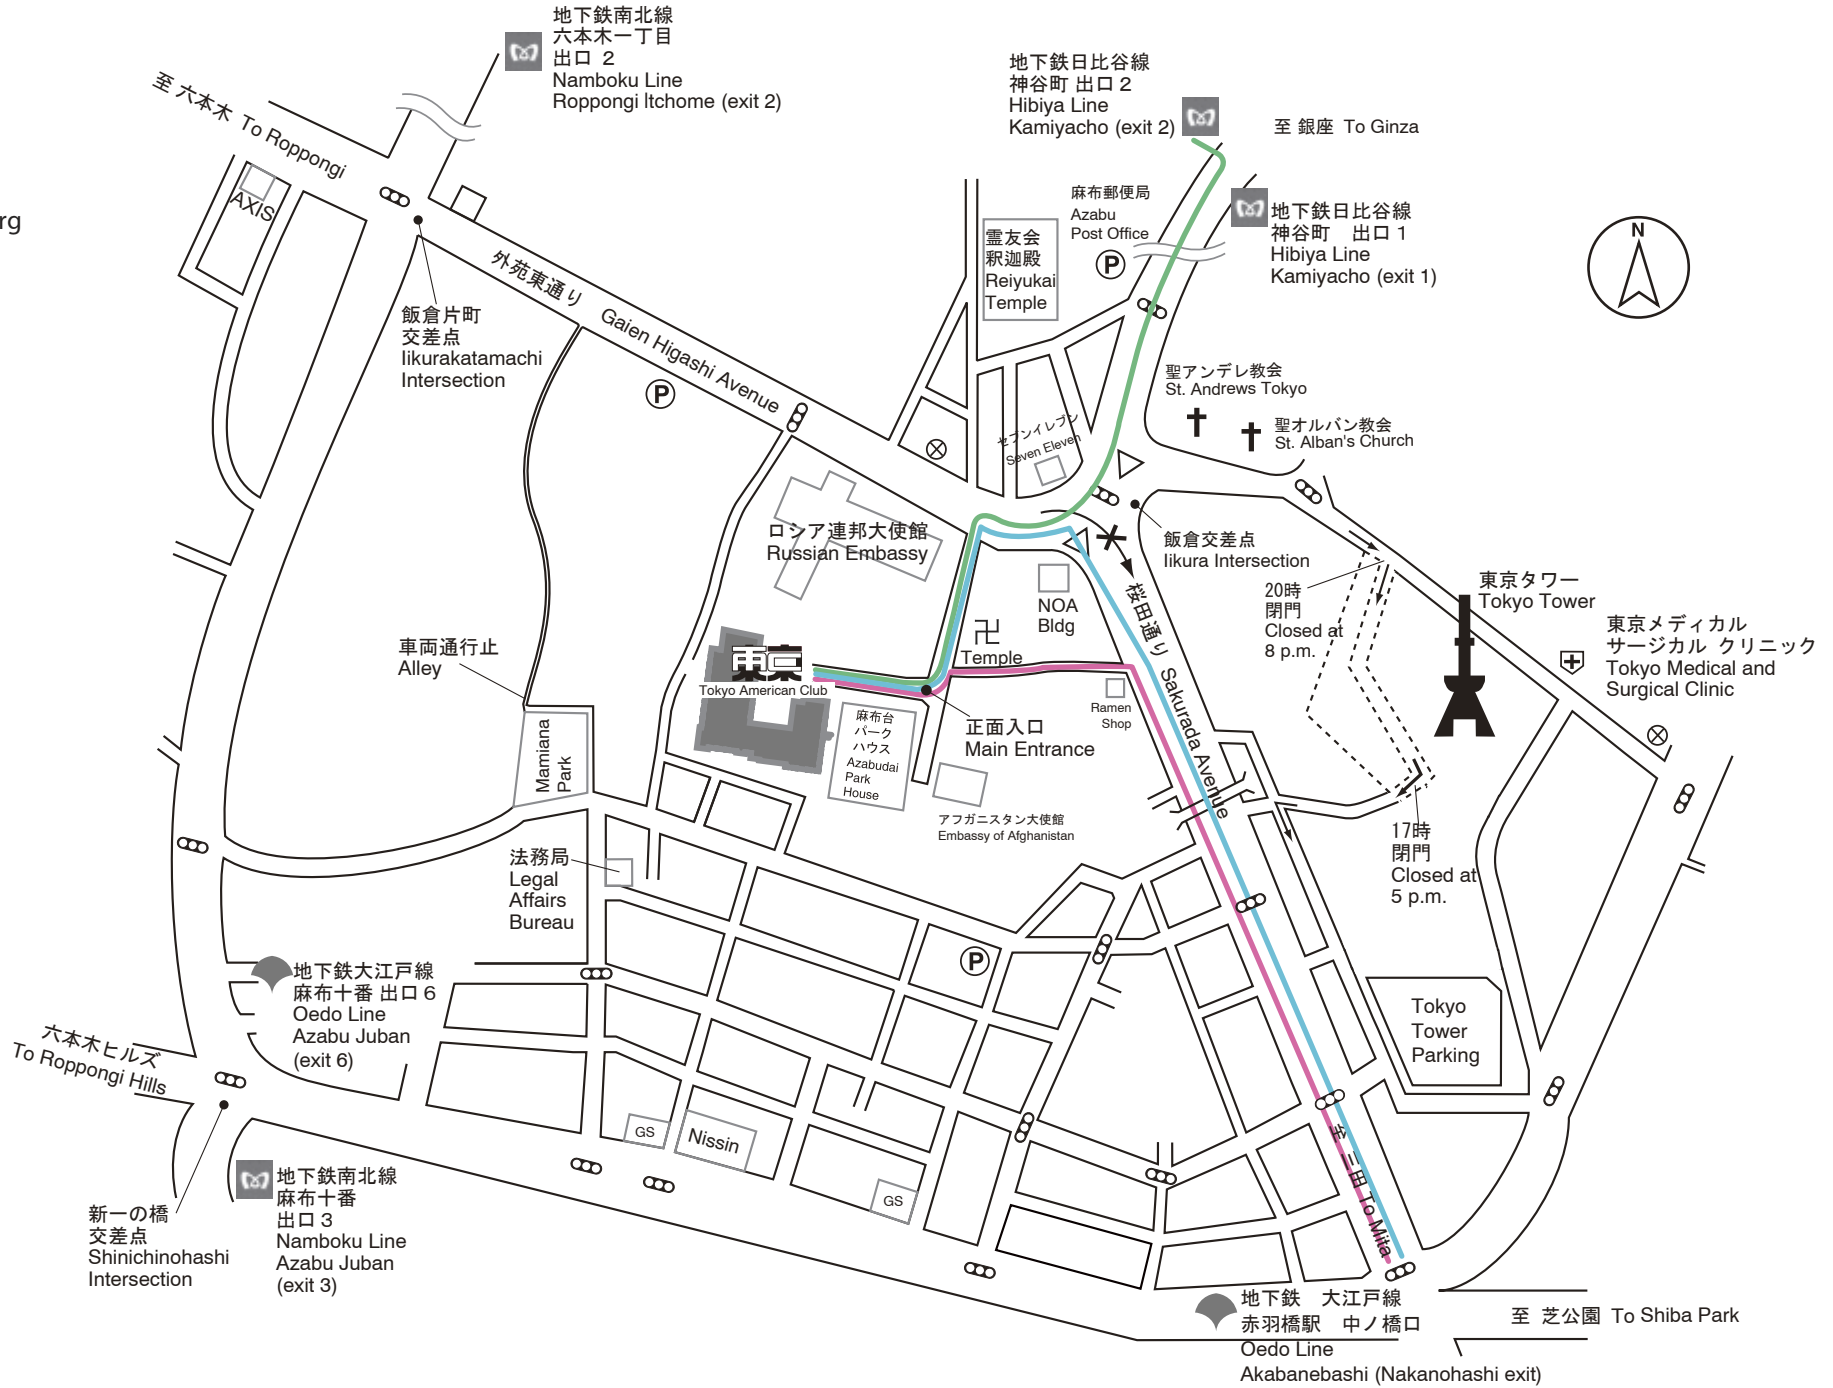 地下鉄南北線
六本木一丁目
出口 2
Namboku Line
Roppongi Itchome (exit 2)
至 六本木 To Roppongi
地下鉄日比谷線
神谷町 出口 2
Hibiya Line
Kamiyacho (exit 2)
至 銀座 To Ginza
rg
AXIS
麻布郵便局
Azabu
Post Office
P
地下鉄日比谷線
神谷町 出口 1
Hibiya Line
Kamiyacho (exit 1)
N
霊友会
釈迦殿
Reiyukai
Temple
外苑東通り Gaien Higashi Avenue
飯倉片町
交差点
Iikurakatamachi
Intersection
P
聖アンデレ教会
St. Andrews Tokyo
聖オルバン教会
St. Alban's Church
セブンイレブン
Seven Eleven
ロシア連邦大使館
Russian Embassy
飯倉交差点
Iikura Intersection
NOA
Bldg
卍
Temple
桜田通り Sakurada Avenue
20時
閉門
Closed at
8 p.m.
東京タワー
Tokyo Tower
東京メディカル
サージカル クリニック
Tokyo Medical and
Surgical Clinic
車両通行止
Alley
東京
Tokyo American Club
正面入口
Main Entrance
Ramen
Shop
Mamiana
Park
麻布台
パーク
ハウス
Azabudai
Park
House
アフガニスタン大使館
Embassy of Afghanistan
17時
閉門
Closed at
5 p.m.
法務局
Legal
Affairs
Bureau
P
地下鉄大江戸線
麻布十番 出口 6
Oedo Line
Azabu Juban
(exit 6)
六本木ヒルズ
To Roppongi Hills
Tokyo
Tower
Parking
GS
Nissin
GS
至 三田 To Mita
地下鉄南北線
麻布十番
出口 3
Namboku Line
Azabu Juban
(exit 3)
新一の橋
交差点
Shinichinohashi
Intersection
地下鉄 大江戸線
赤羽橋駅 中ノ橋口
Oedo Line
Akabanebashi (Nakanohashi exit)
至 芝公園 To Shiba Park